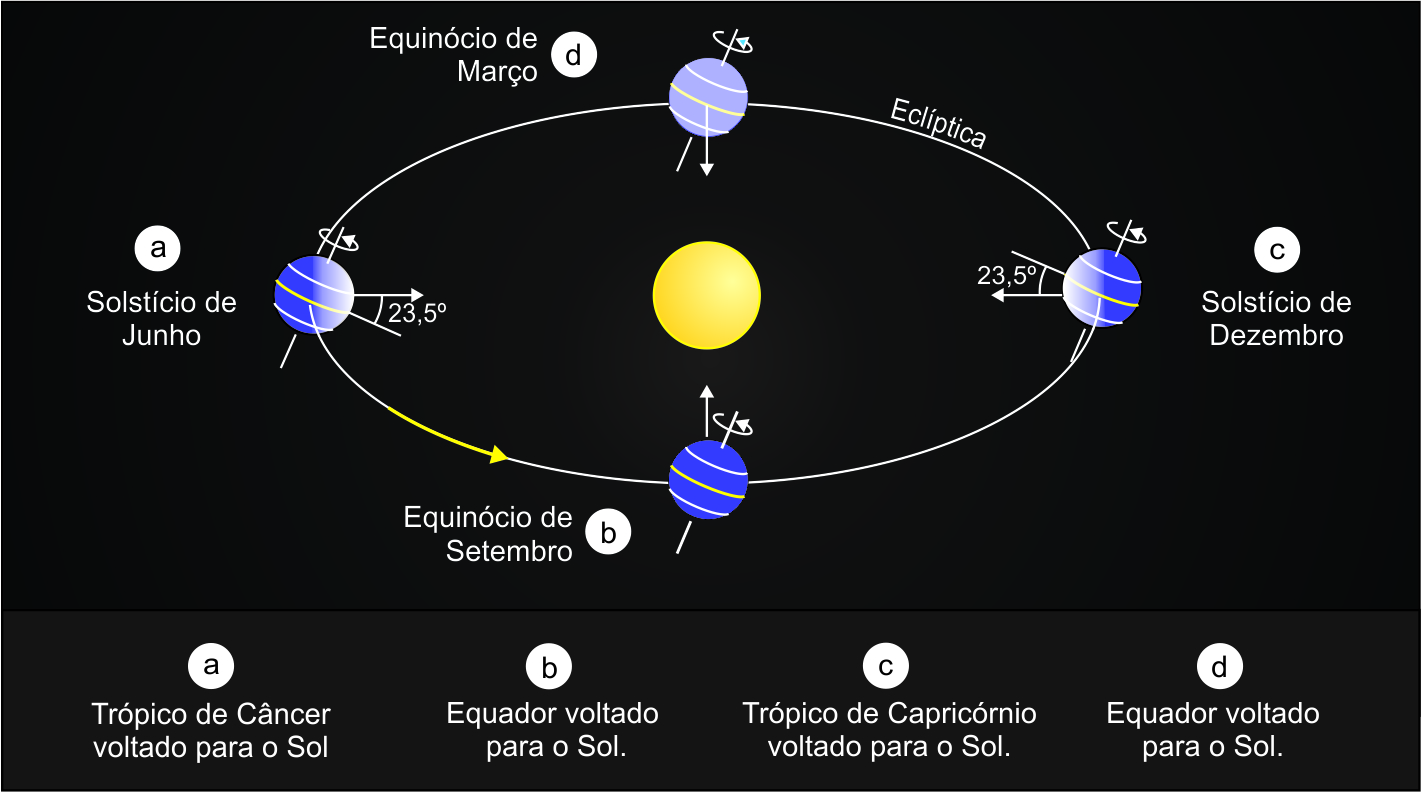 Equinócio de
Março
d
Eclíptica
a
Solstício de
Junho
23,5º
23,5º
c
Solstício de
Dezembro
Equinócio de
Setembro
b
a
Trópico de Câncer
voltado para o Sol
b
Equador voltado
para o Sol.
c
Trópico de Capricórnio
voltado para o Sol.
d
Equador voltado
para o Sol.